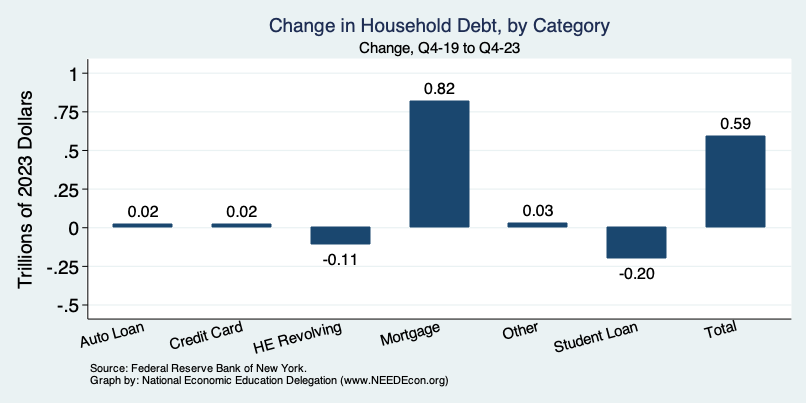 Change in Household Debt, by Category
Change, Q4-19 to Q4-23
Trillions of 2023 Dollars
1
.75
.5
.25
0
-.25
-.5
0.02
0.02
-0.11
0.82
0.03
-0.20
0.59
Auto Loan
Credit Card
HE Revolving
Mortgage
Other
Student Loan
Total
Source: Federal Reserve Bank of New York.
Graph by: National Economic Education Delegation (www.NEEDEcon.org)